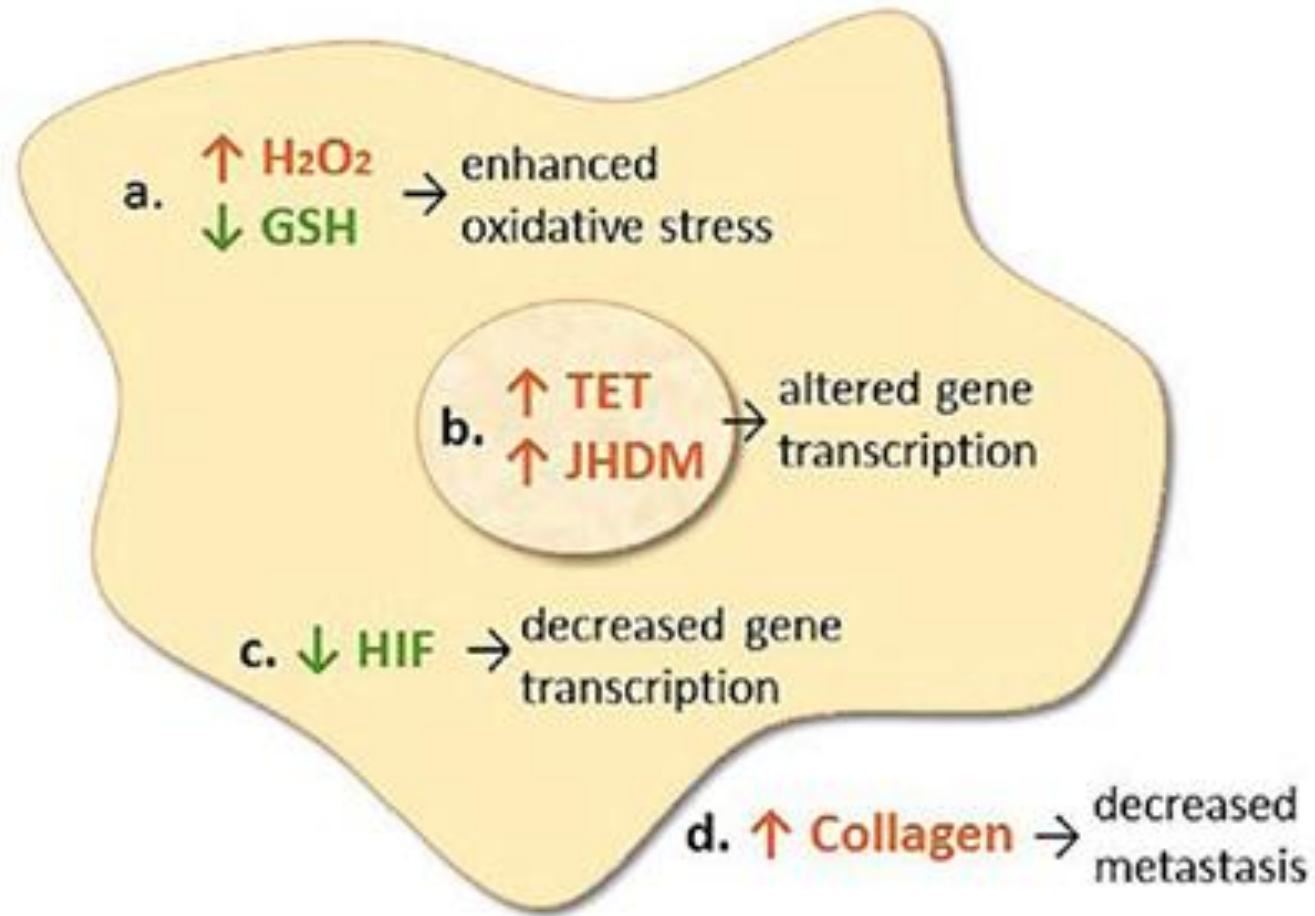 a. ↑ H₂O₂ → enhanced
↓ GSH oxidative stress
b. ↑ TET → altered gene
↑ JHDM transcription
c. ↓ HIF → decreased gene
transcription
d. ↑ Collagen → decreased
metastasis